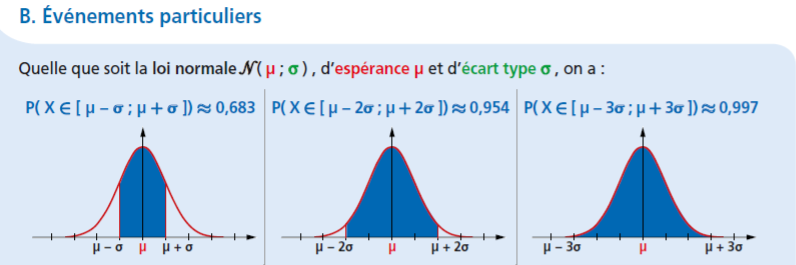 B. Événements particuliers
Quelle que soit la loi normale 𝒩( μ ; σ ) , d'espérance μ et d'écart type σ , on a :
P( X ∈ [ μ – σ ; μ + σ ]) ≈ 0,683
P( X ∈ [ μ – 2σ ; μ + 2σ ]) ≈ 0,954
P( X ∈ [ μ – 3σ ; μ + 3σ ]) ≈ 0,997
μ – σ μ μ + σ
μ – 2σ μ μ + 2σ
μ – 3σ μ μ + 3σ